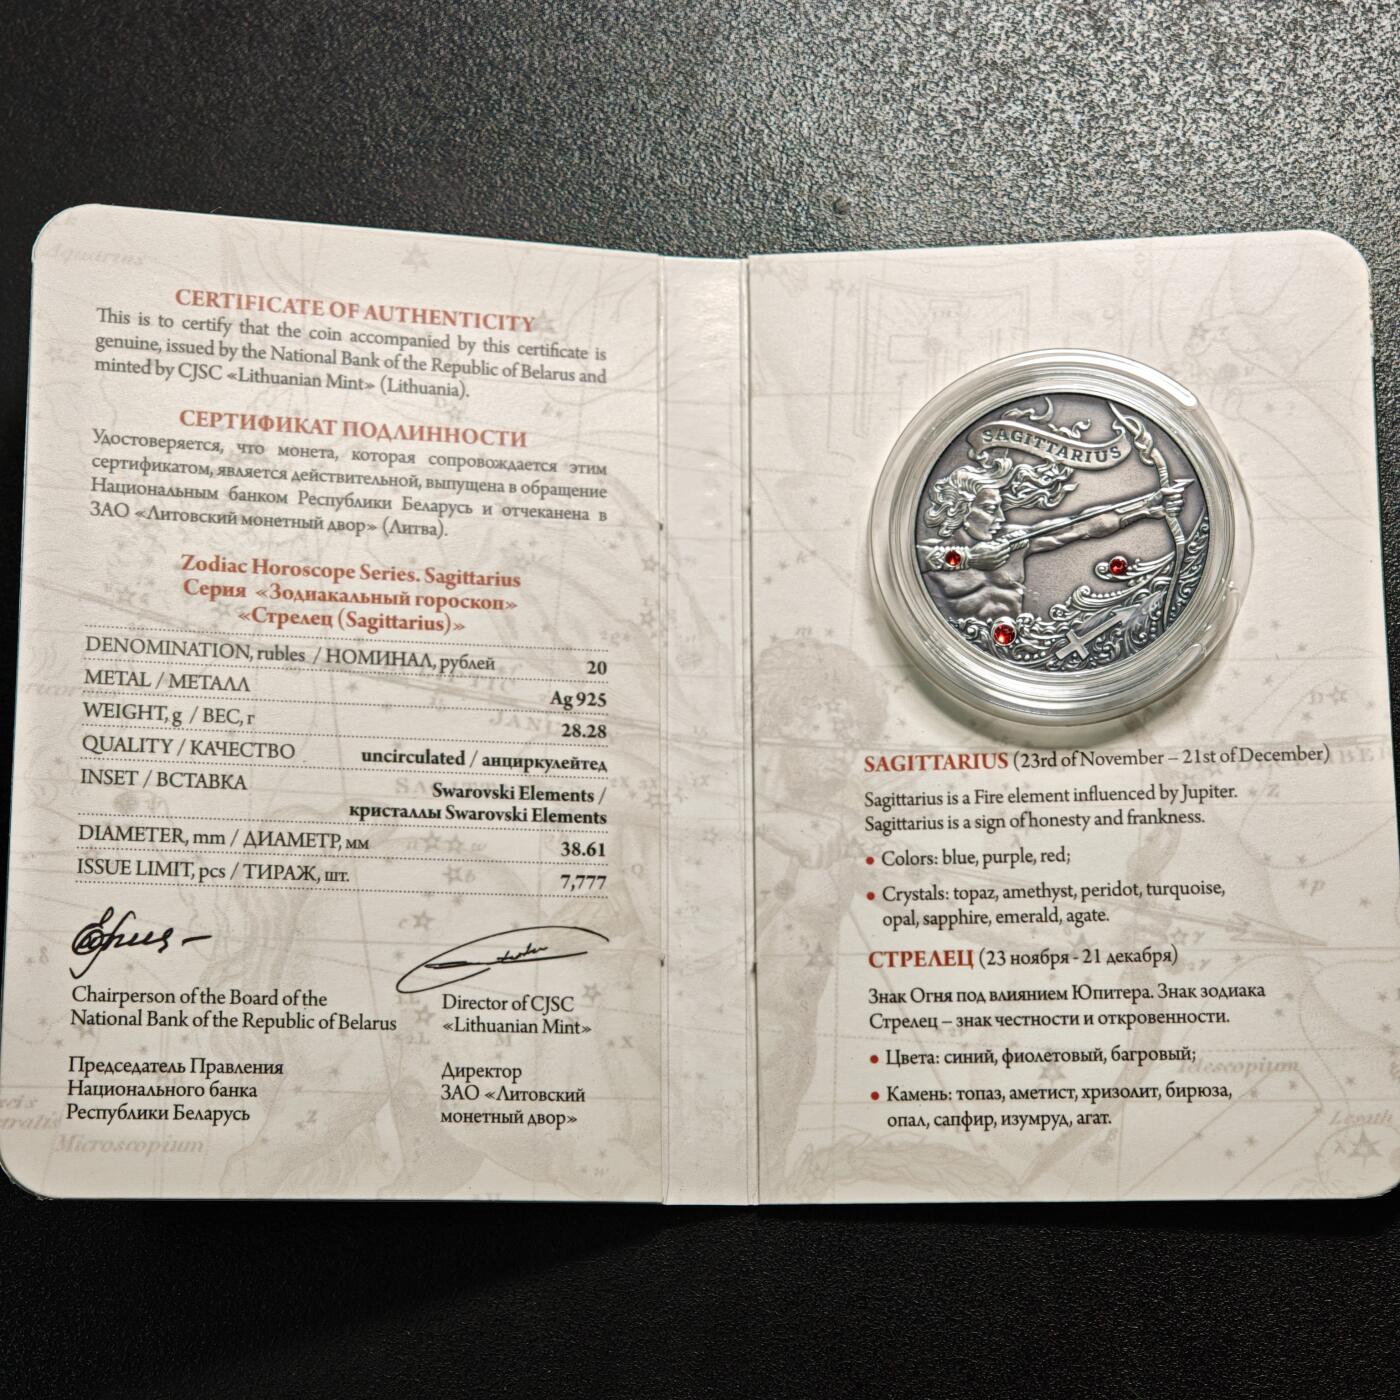 CERTIFICATE OF AUTHENTICITY
This is to certify that the coin accompanied by this certificate is
genuine, issued by the National Bank of the Republic of Belarus and
minted by CJSC «Lithuanian Mint» (Lithuania).
СЕРТИФИКАТ ПОДЛИННОСТИ
Удостоверяется, что монета, которая сопровождается этим
сертификатом, является действительной, выпущена в обращение
Национальным банком Республики Беларусь и отчеканена в
ЗАО «Литовский монетный двор» (Литва).
Zodiac Horoscope Series. Sagittarius
Серия «Зодиакальный гороскоп»
«Стрелец (Sagittarius)»
DENOMINATION, rubles / НОМИНАЛ, рублей 20
METAL / МЕТАЛЛ Ag 925
WEIGHT, g / ВЕС, г 28.28
QUALITY / КАЧЕСТВО uncirculated / анциркулейтед
INSET / ВСТАВКА Swarovski Elements /
кристаллы Swarovski Elements
DIAMETER, mm / ДИАМЕТР, мм 38.61
ISSUE LIMIT, pcs / ТИРАЖ, шт. 7,777
Chairperson of the Board of the
National Bank of the Republic of Belarus
Председатель Правления
Национального банка
Республики Беларусь
Director of CJSC
«Lithuanian Mint»
Директор
ЗАО «Литовский
монетный двор»
Aquarius
Microscopium
SAGITTARIUS
SAGITTARIUS (23rd of November – 21st of December)
Sagittarius is a Fire element influenced by Jupiter.
Sagittarius is a sign of honesty and frankness.
• Colors: blue, purple, red;
• Crystals: topaz, amethyst, peridot, turquoise,
opal, sapphire, emerald, agate.
СТРЕЛЕЦ (23 ноября - 21 декабря)
Знак Огня под влиянием Юпитера. Знак зодиака
Стрелец – знак честности и откровенности.
• Цвета: синий, фиолетовый, багровый;
• Камень: топаз, аметист, хризолит, бирюза,
опал, сапфир, изумруд, агат.
Telescopium